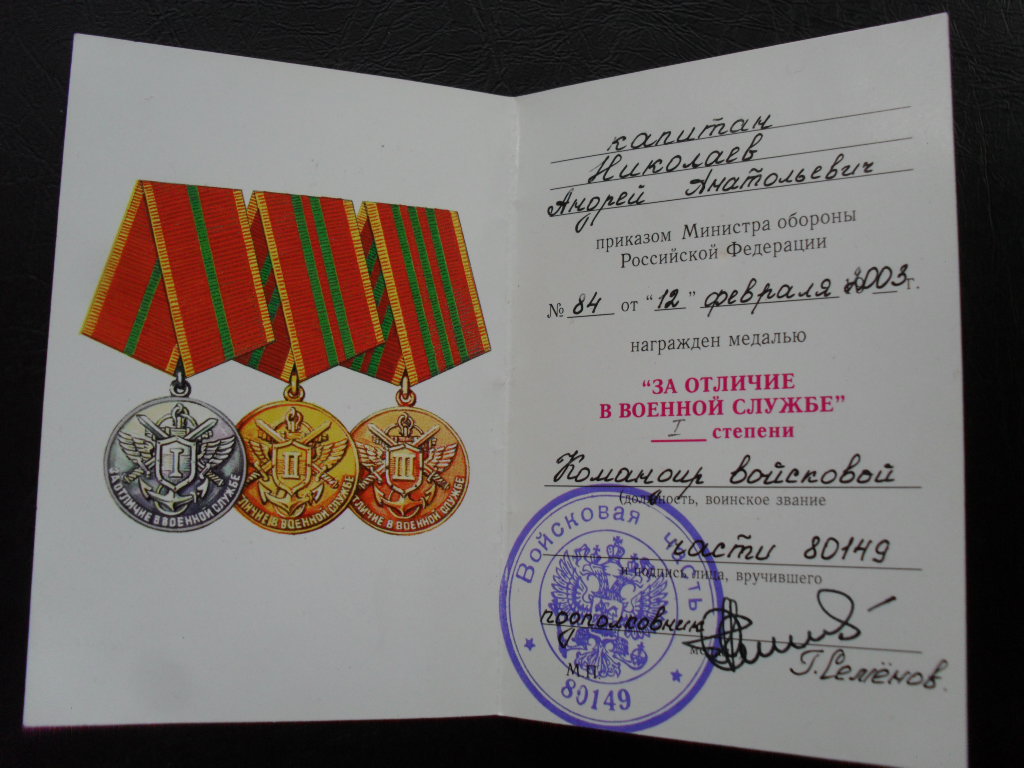 I
II
III
ЗА ОТЛИЧИЕ В ВОЕННОЙ СЛУЖБЕ
ОТЛИЧИЕ В ВОЕННОЙ СЛУЖБЕ
ОТЛИЧИЕ В ВОЕННОЙ СЛУЖБЕ
капитан
Николаев
Андрей Анатольевич
приказом Министра обороны
Российской Федерации
№ 84 от “12” февраля 2003 г.
награжден медалью
“ЗА ОТЛИЧИЕ
В ВОЕННОЙ СЛУЖБЕ”
I степени
Командир войсковой
(должность, воинское звание
части 80149
и подпись лица, вручившего
подполковник
М.П.
Г. Семёнов.
Войсковая часть
80149